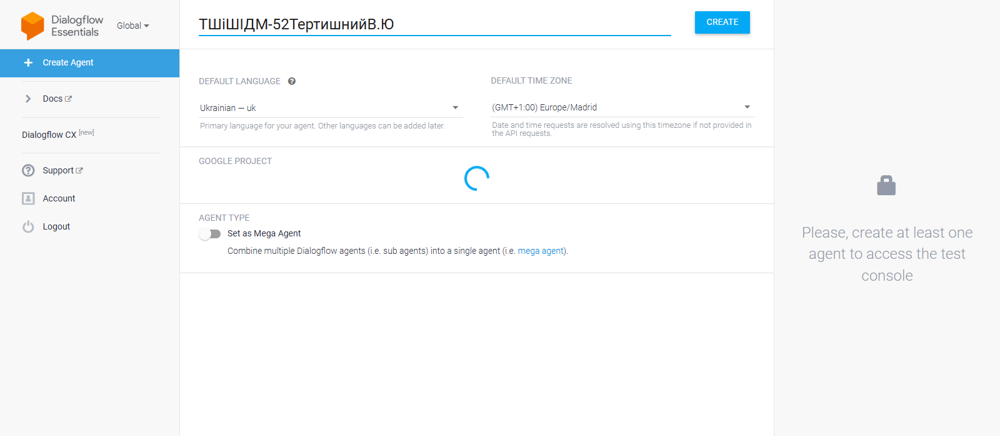 Dialogflow
Essentials
Global
Create Agent
Docs
Dialogflow CX [new]
Support
Account
Logout
ТШіШІДМ-52ТертишнийВ.Ю
CREATE
DEFAULT LANGUAGE
Ukrainian — uk
Primary language for your agent. Other languages can be added later.
DEFAULT TIME ZONE
(GMT+1:00) Europe/Madrid
Date and time requests are resolved using this timezone if not provided in
the API requests.
GOOGLE PROJECT
AGENT TYPE
Set as Mega Agent
Combine multiple Dialogflow agents (i.e. sub agents) into a single agent (i.e. mega agent).
Please, create at least one
agent to access the test
console